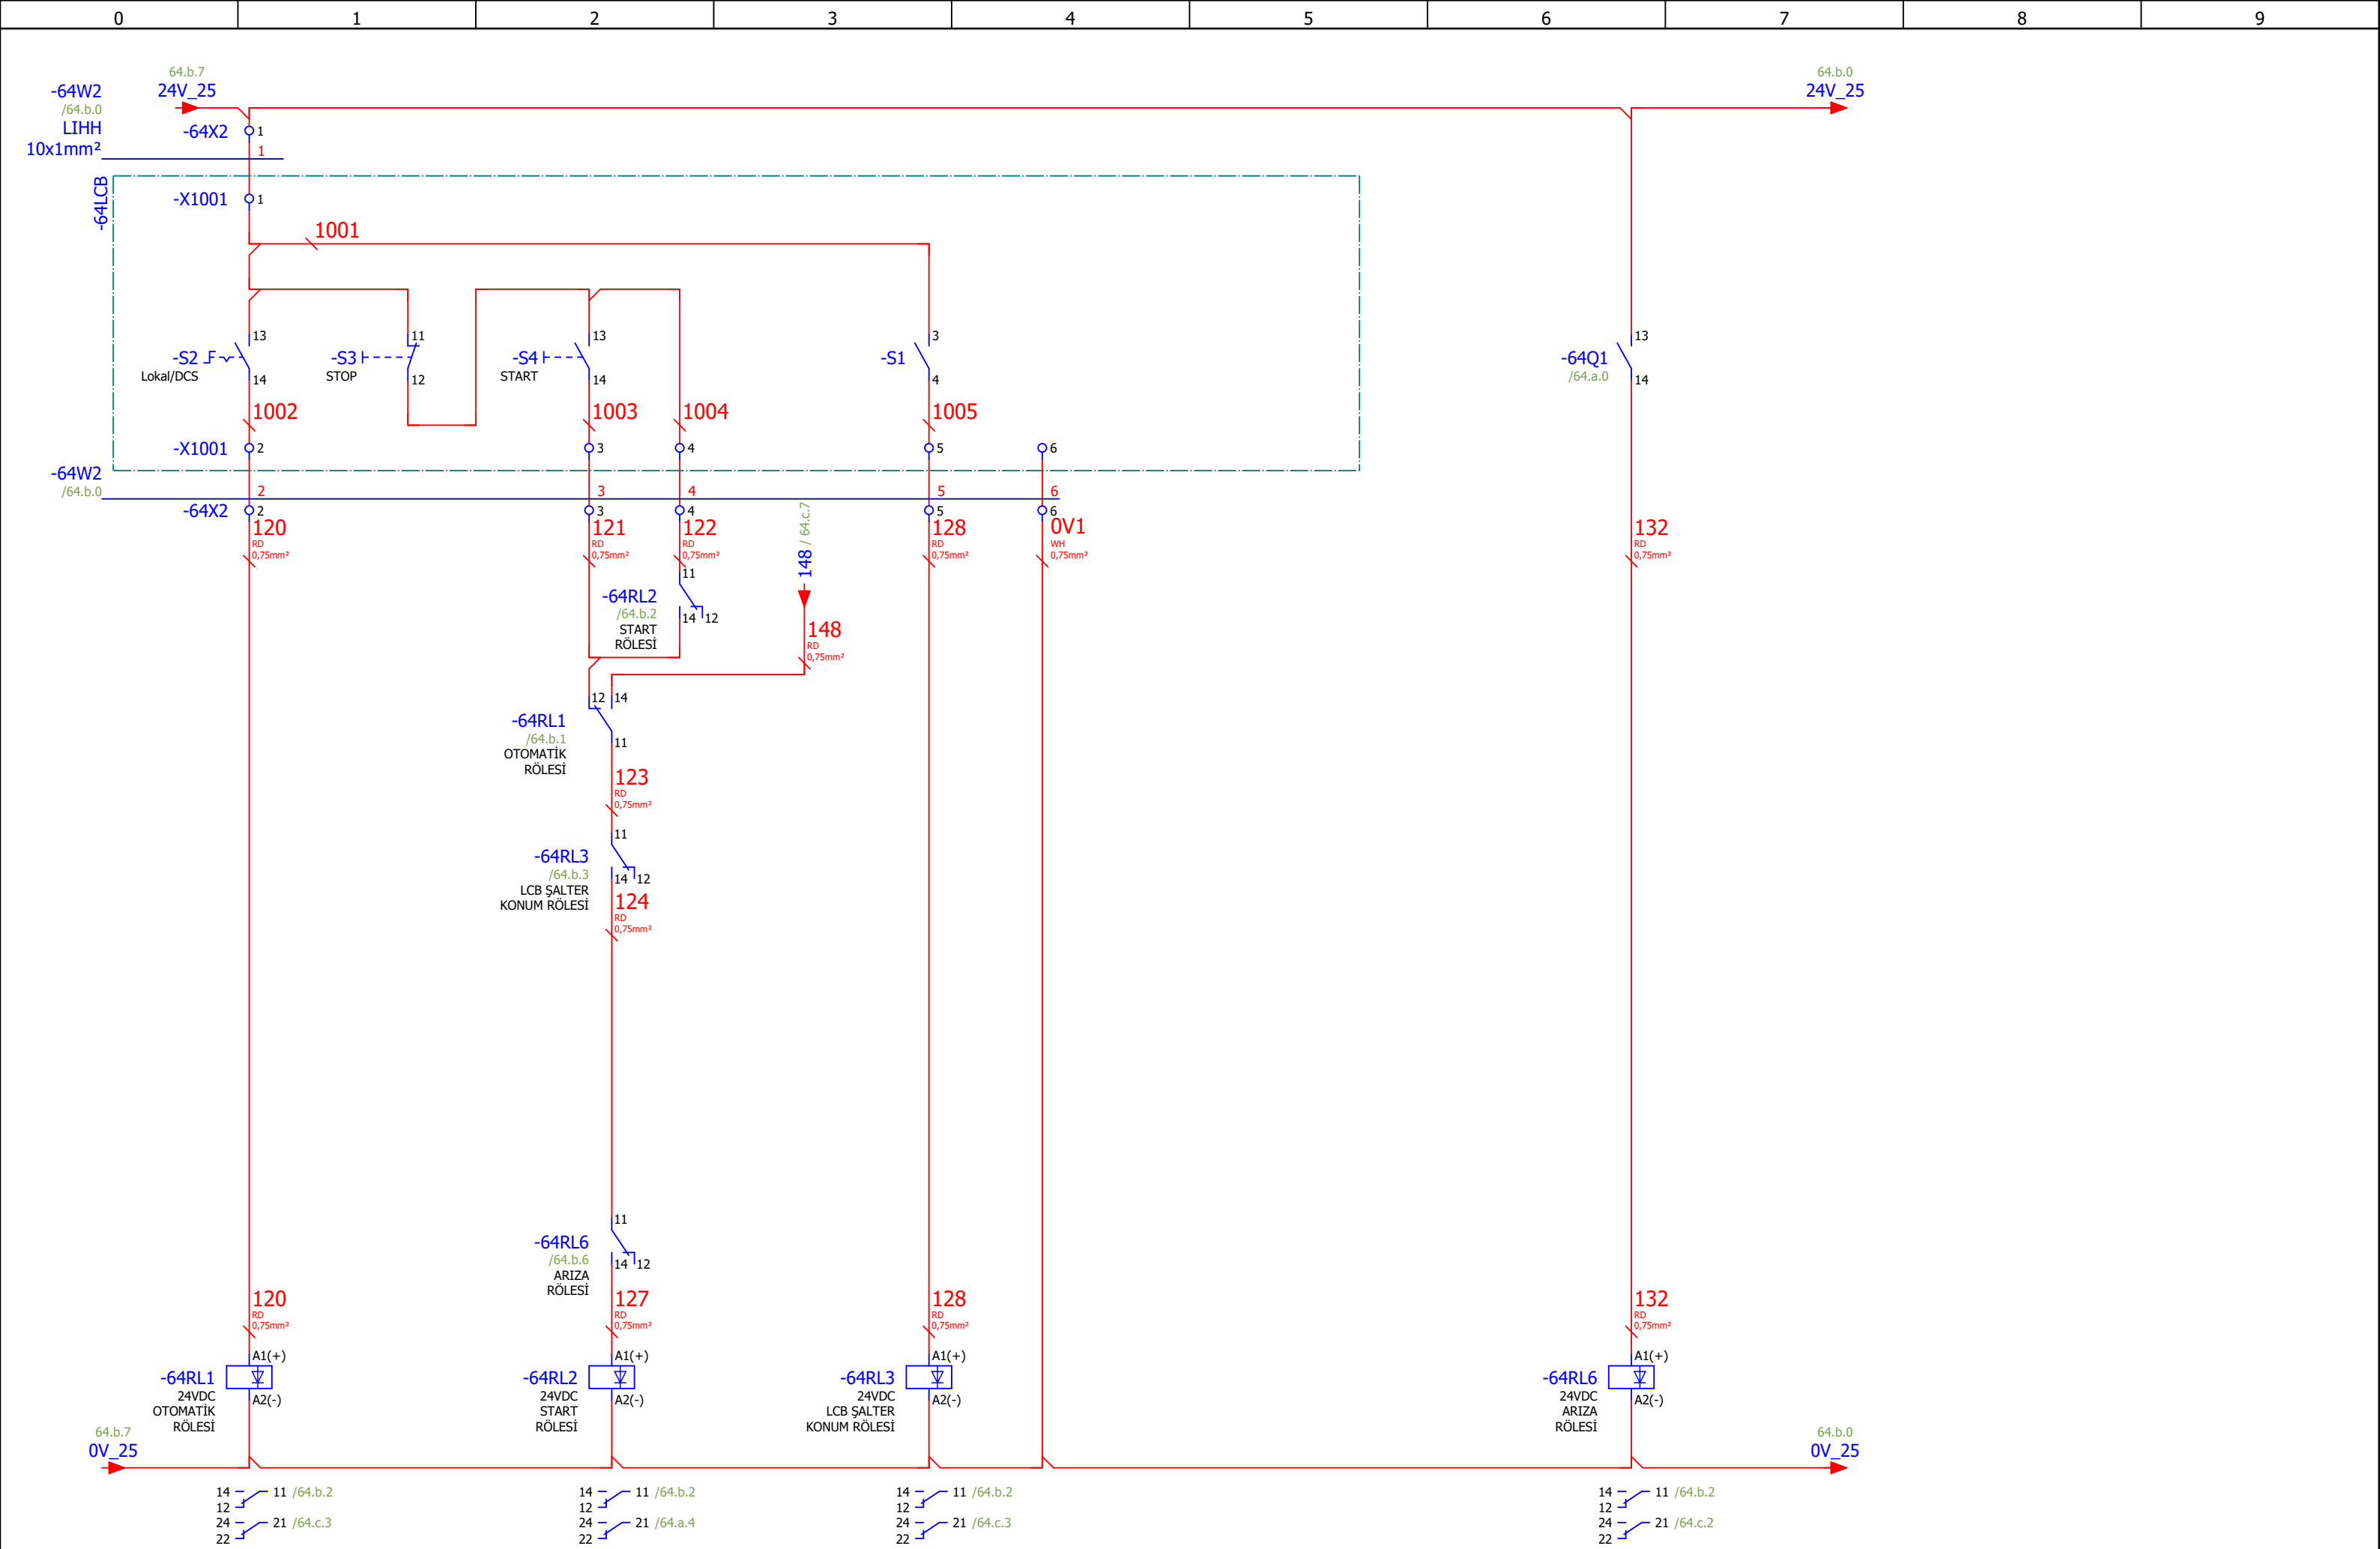 0 1 2 3 4 5 6 7 8 9
64.b.7
24V_25
64.b.0
24V_25
-64W2
/64.b.0
LIHH
10x1mm²
-64X2
1
1
-64LCB
-X1001
1
1001
-S2
Lokal/DCS
13
14
-S3
STOP
11
12
-S4
START
13
14
-S1
3
4
-64Q1
/64.a.0
13
14
1002
1003
1004
1005
-X1001
2
3
4
5
6
-64W2
/64.b.0
2
3
4
5
6
-64X2
2
3
4
5
6
120
RD
0,75mm²
121
RD
0,75mm²
122
RD
0,75mm²
148 / 64.c.7
128
RD
0,75mm²
0V1
WH
0,75mm²
132
RD
0,75mm²
-64RL2
/64.b.2
START
RÖLESİ
11
14
12
148
RD
0,75mm²
-64RL1
/64.b.1
OTOMATİK
RÖLESİ
12
14
11
123
RD
0,75mm²
-64RL3
/64.b.3
LCB ŞALTER
KONUM RÖLESİ
11
14
12
124
RD
0,75mm²
-64RL6
/64.b.6
ARIZA
RÖLESİ
11
14
12
120
RD
0,75mm²
127
RD
0,75mm²
128
RD
0,75mm²
132
RD
0,75mm²
-64RL1
24VDC
OTOMATİK
RÖLESİ
A1(+)
A2(-)
-64RL2
24VDC
START
RÖLESİ
A1(+)
A2(-)
-64RL3
24VDC
LCB ŞALTER
KONUM RÖLESİ
A1(+)
A2(-)
-64RL6
24VDC
ARIZA
RÖLESİ
A1(+)
A2(-)
64.b.7
0V_25
64.b.0
0V_25
14 11 /64.b.2
12
24 21 /64.c.3
22
14 11 /64.b.2
12
24 21 /64.a.4
22
14 11 /64.b.2
12
24 21 /64.c.3
22
14 11 /64.b.2
12
24 21 /64.c.2
22